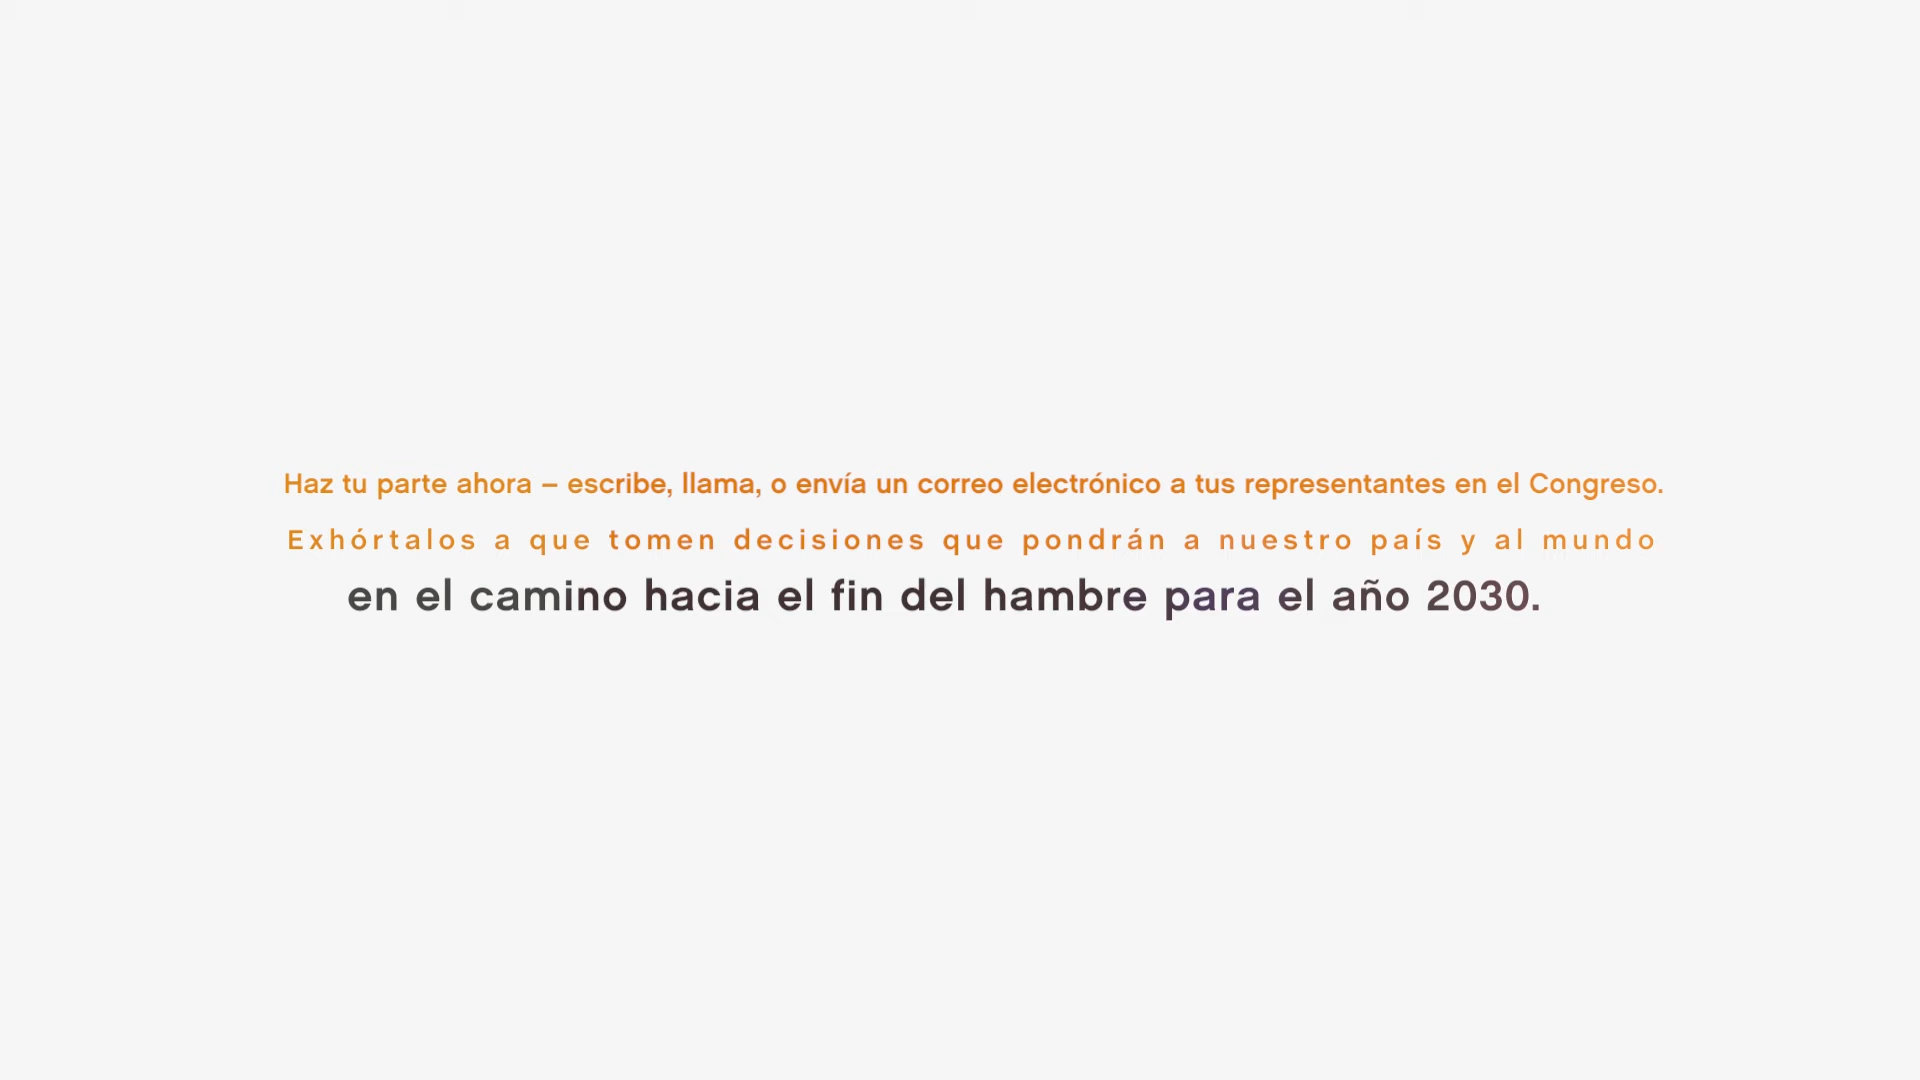 Haz tu parte ahora – escribe, llama, o envía un correo electrónico a tus representantes en el Congreso.
Exhórtalos a que tomen decisiones que pondrán a nuestro país y al mundo
en el camino hacia el fin del hambre para el año 2030.